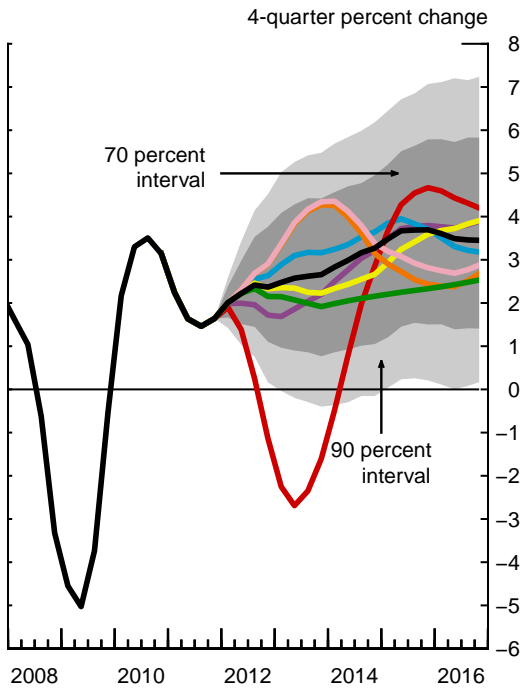 4-quarter percent change
8
7
6
5
4
3
2
1
0
−1
−2
−3
−4
−5
−6
70 percent
interval
90 percent
interval
2008 2010 2012 2014 2016